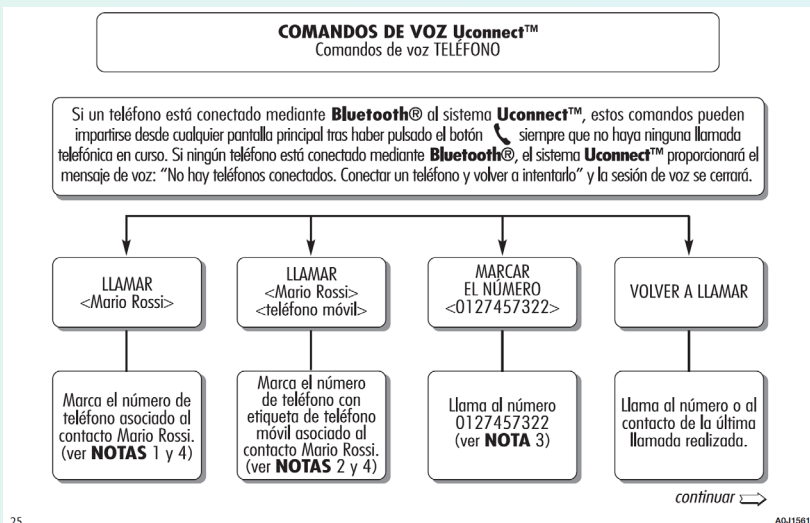 COMANDOS DE VOZ Uconnect™
Comandos de voz TELÉFONO
Si un teléfono está conectado mediante Bluetooth® al sistema Uconnect™, estos comandos pueden
impartirse desde cualquier pantalla principal tras haber pulsado el botón siempre que no haya ninguna llamada
telefónica en curso. Si ningún teléfono está conectado mediante Bluetooth®, el sistema Uconnect™ proporcionará el
mensaje de voz: “No hay teléfonos conectados. Conectar un teléfono y volver a intentarlo” y la sesión de voz se cerrará.
LLAMAR
<Mario Rossi>
LLAMAR
<Mario Rossi>
<teléfono móvil>
MARCAR
EL NÚMERO
<0127457322>
VOLVER A LLAMAR
Marca el número de
teléfono asociado al
contacto Mario Rossi.
(ver NOTAS 1 y 4)
Marca el número
de teléfono con
etiqueta de teléfono
móvil asociado al
contacto Mario Rossi.
(ver NOTAS 2 y 4)
Llama al número
0127457322
(ver NOTA 3)
Llama al número o al
contacto de la última
llamada realizada.
continuar
25
A0J1561